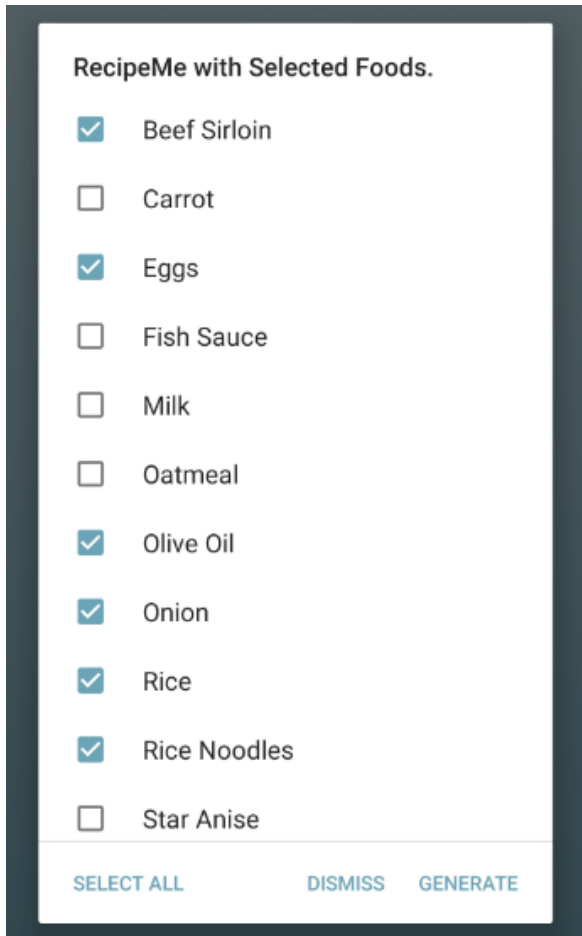 RecipeMe with Selected Foods.
Beef Sirloin
Carrot
Eggs
Fish Sauce
Milk
Oatmeal
Olive Oil
Onion
Rice
Rice Noodles
Star Anise
SELECT ALL DISMISS GENERATE